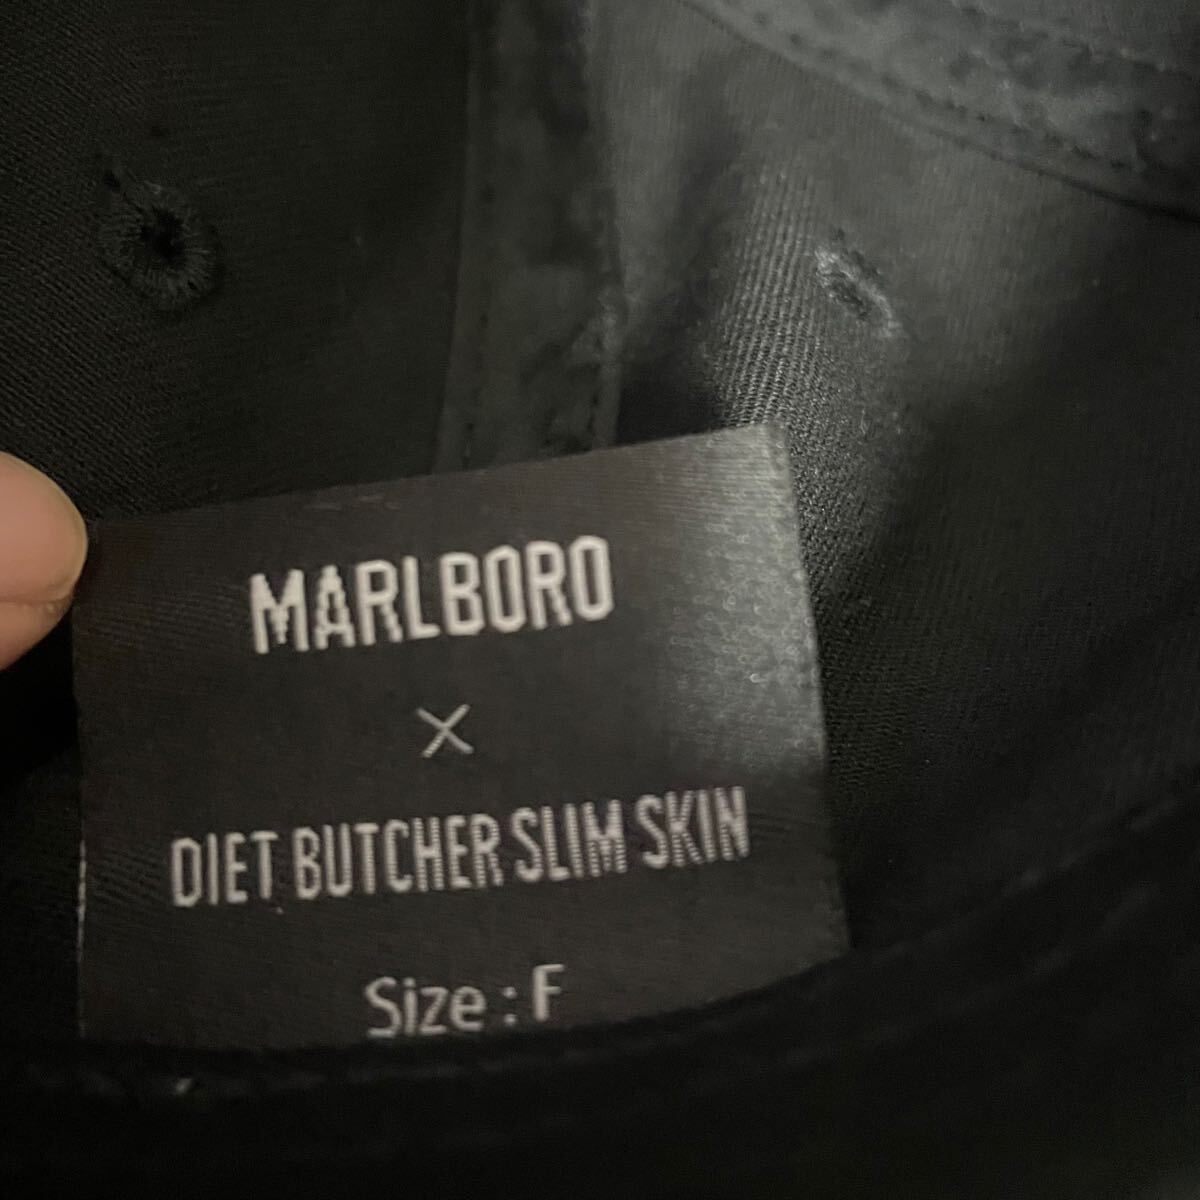 MARLBORO
×
DIET BUTCHER SLIM SKIN
Size : F